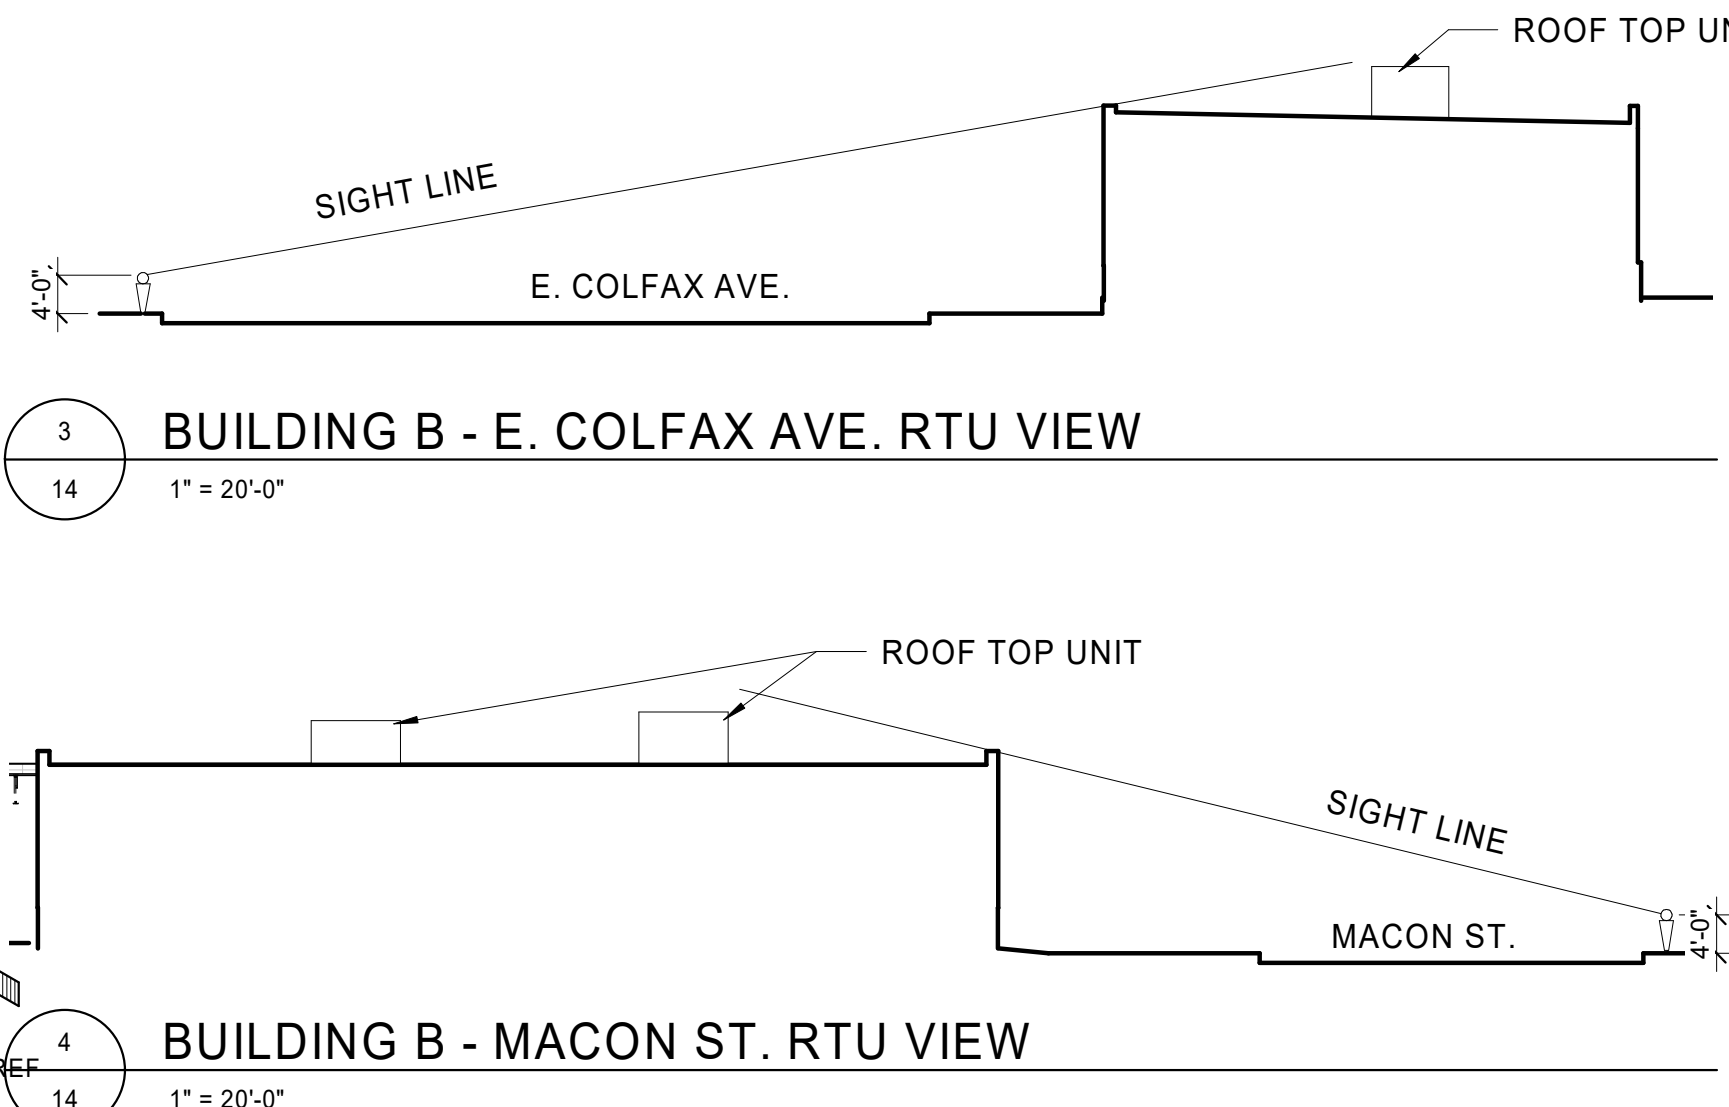 ROOF TOP UN
SIGHT LINE
4'-0"
E. COLFAX AVE.
3
BUILDING B - E. COLFAX AVE. RTU VIEW
14
1" = 20'-0"
ROOF TOP UNIT
SIGHT LINE
4'-0"
MACON ST.
4
BUILDING B - MACON ST. RTU VIEW
REF
14
1" = 20'-0"